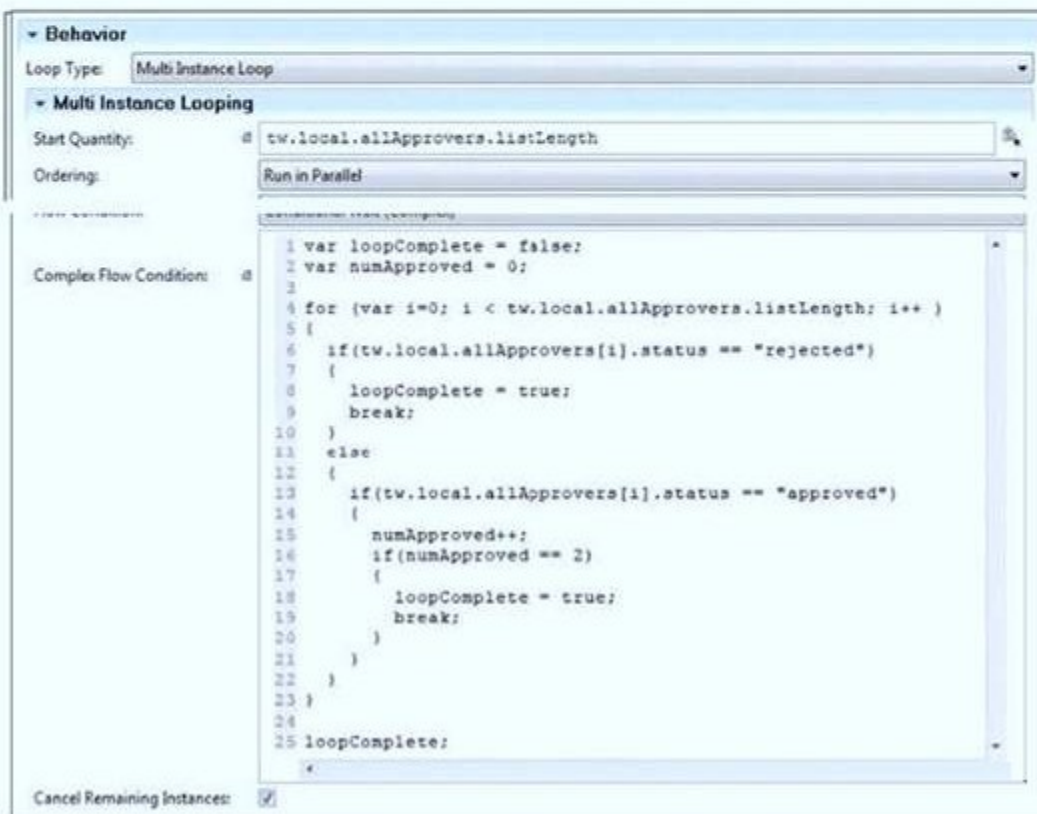 Behavior
Loop Type: Multi Instance Loop
Multi Instance Looping
Start Quantity: tw.local.allApprovers.listLength
Ordering: Run in Parallel
Complex Flow Condition:
1 var loopComplete = false;
2 var numApproved = 0;
3
4 for (var i=0; i < tw.local.allApprovers.listLength; i++ )
5 {
6 if(tw.local.allApprovers[i].status == "rejected")
7 {
8 loopComplete = true;
9 break;
10 }
11 else
12 {
13 if(tw.local.allApprovers[i].status == "approved")
14 {
15 numApproved++;
16 if(numApproved == 2)
17 {
18 loopComplete = true;
19 break;
20 }
21 }
22 }
23 }
24
25 loopComplete;
Cancel Remaining Instances: